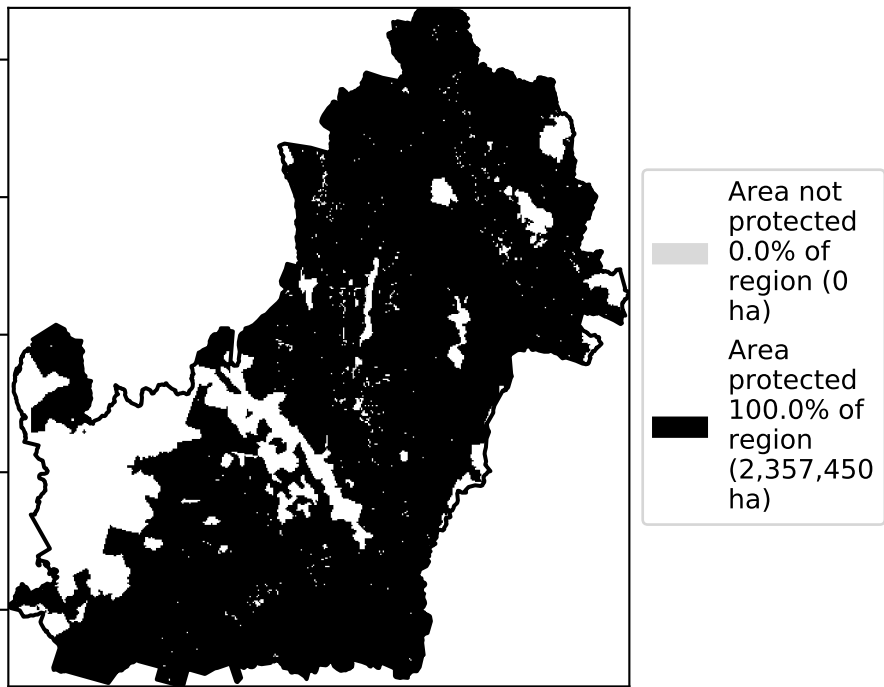 Area not
protected
0.0% of
region (0
ha)
Area
protected
100.0% of
region
(2,357,450
ha)